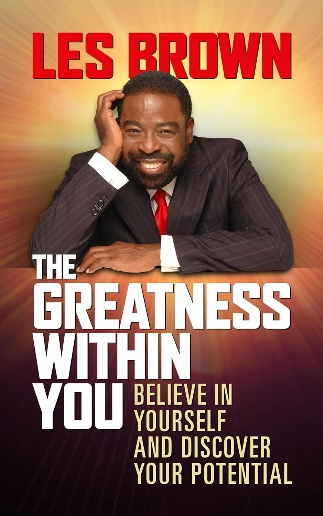 LES BROWN
THE
GREATNESS
WITHIN
YOU
BELIEVE IN
YOURSELF
AND DISCOVER
YOUR POTENTIAL